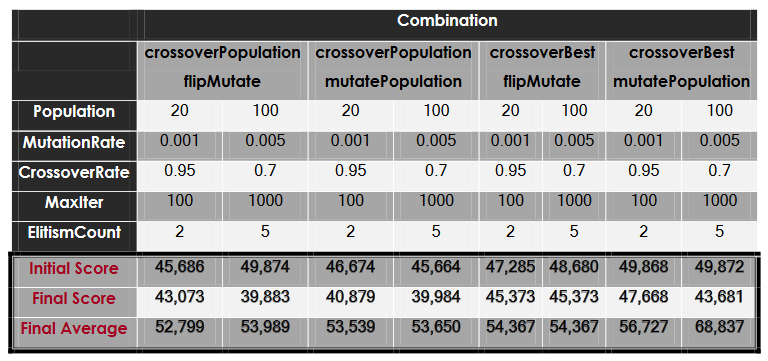 Combination
crossoverPopulation crossoverPopulation crossoverBest crossoverBest
flipMutate mutatePopulation flipMutate mutatePopulation
Population 20 100 20 100 20 100 20 100
MutationRate 0.001 0.005 0.001 0.005 0.001 0.005 0.001 0.005
CrossoverRate 0.95 0.7 0.95 0.7 0.95 0.7 0.95 0.7
MaxIter 100 1000 100 1000 100 1000 100 1000
ElitismCount 2 5 2 5 2 5 2 5
Initial Score 45,686 49,874 46,674 45,664 47,285 48,680 49,868 49,872
Final Score 43,073 39,883 40,879 39,984 45,373 45,373 47,668 43,681
Final Average 52,799 53,989 53,539 53,650 54,367 54,367 56,727 68,837